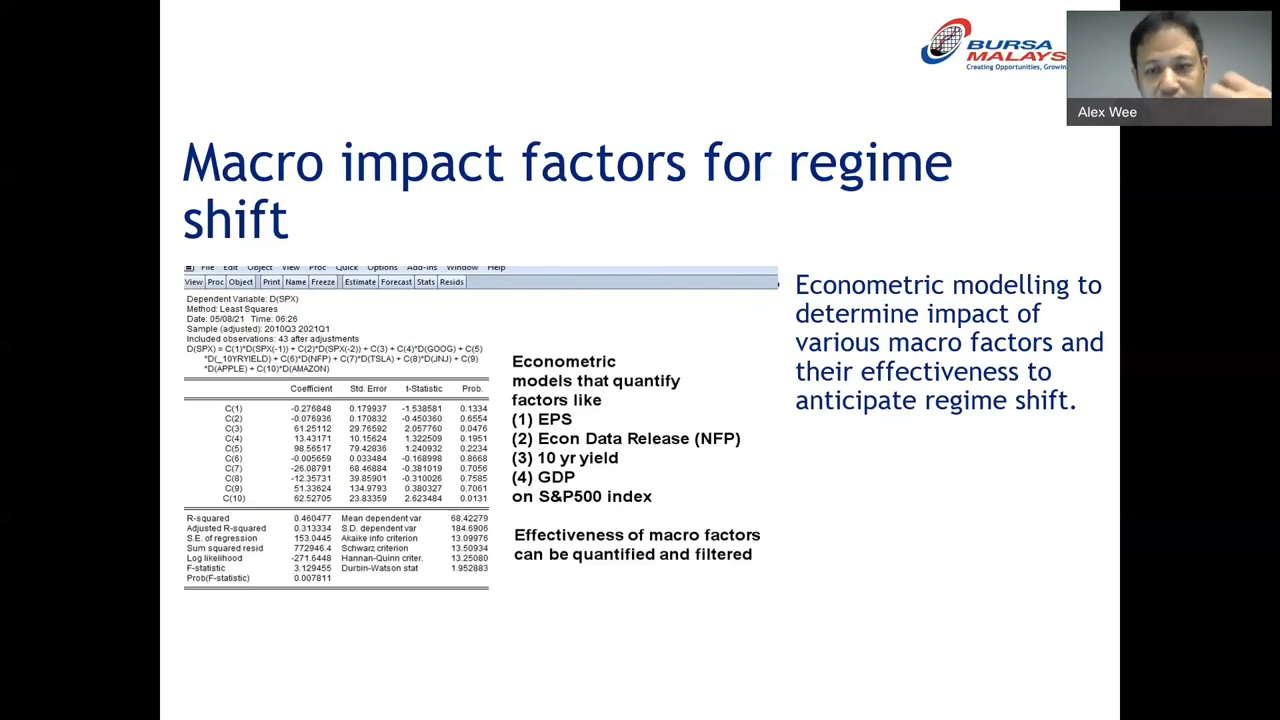 BURSA
MALAYS
Creating Opportunities, Growin
Alex Wee
Macro impact factors for regime
shift
File Edit Object View Proc Quick Options Add-ins Window Help
View Proc Object Print Name Freeze Estimate Forecast Stats Resids
Dependent Variable: D(SPX)
Method: Least Squares
Date: 05/08/21 Time: 06:26
Sample (adjusted): 2010Q3 2021Q1
Included observations: 43 after adjustments
D(SPX) = C(1)*D(SPX(-1)) + C(2)*D(SPX(-2)) + C(3) + C(4)*D(GOOG) + C(5)
*D(_10YRYIELD) + C(6)*D(NFP) + C(7)*D(TSLA) + C(8)*D(JNJ) + C(9)
*D(APPLE) + C(10)*D(AMAZON)
Coefficient Std. Error t-Statistic Prob.
C(1) -0.276848 0.179937 -1.538581 0.1334
C(2) -0.076936 0.170832 -0.450360 0.6554
C(3) 61.25112 29.76592 2.057760 0.0476
C(4) 13.43171 10.15624 1.322509 0.1951
C(5) 98.56517 79.42836 1.240932 0.2234
C(6) -0.005659 0.033484 -0.168998 0.8668
C(7) -26.08791 68.46884 -0.381019 0.7056
C(8) -12.35731 39.85901 -0.310026 0.7585
C(9) 51.33624 134.9793 0.380327 0.7061
C(10) 62.52705 23.83359 2.623484 0.0131
R-squared 0.460477 Mean dependent var 68.42279
Adjusted R-squared 0.313334 S.D. dependent var 184.6906
S.E. of regression 153.0445 Akaike info criterion 13.09976
Sum squared resid 772946.4 Schwarz criterion 13.50934
Log likelihood -271.6448 Hannan-Quinn criter. 13.25080
F-statistic 3.129455 Durbin-Watson stat 1.952883
Prob(F-statistic) 0.007811
Econometric
models that quantify
factors like
(1) EPS
(2) Econ Data Release (NFP)
(3) 10 yr yield
(4) GDP
on S&P500 index
Effectiveness of macro factors
can be quantified and filtered
Econometric modelling to
determine impact of
various macro factors and
their effectiveness to
anticipate regime shift.